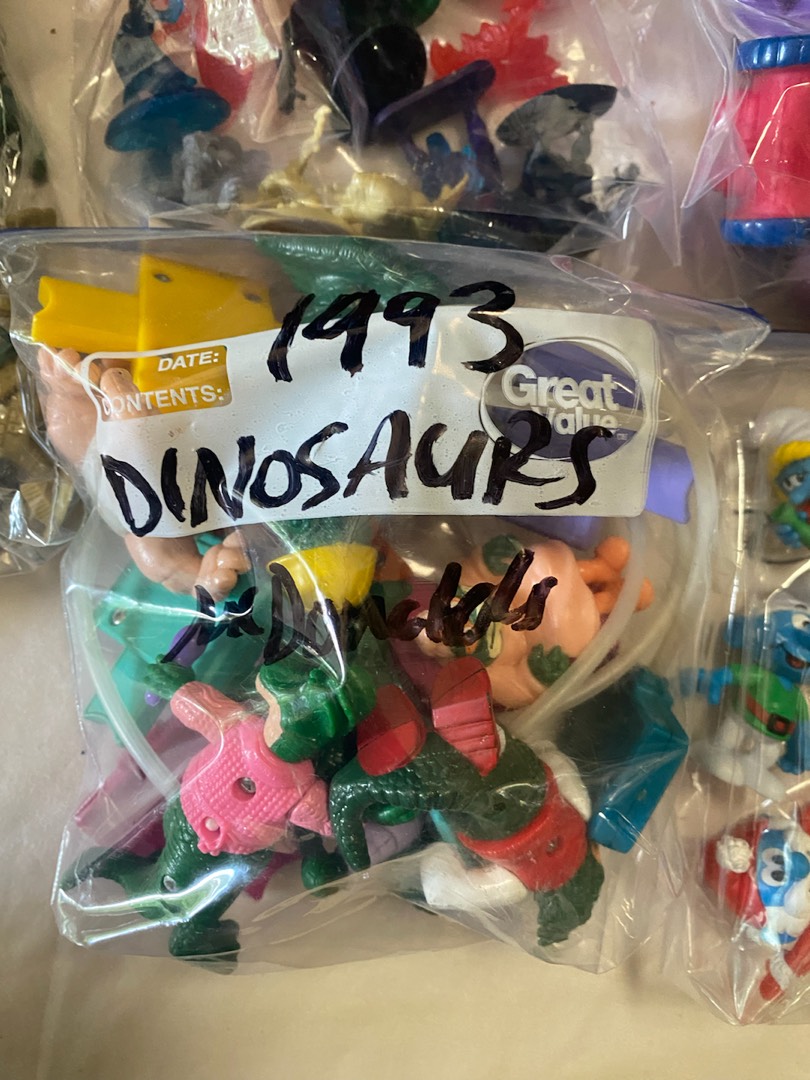 1993
DATE:
CONTENTS:
Great
Value
DINOSAURS
McDonalds